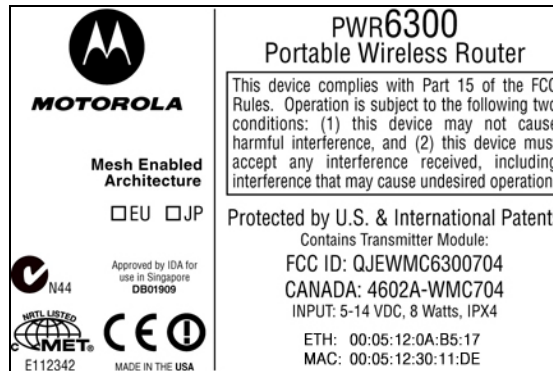 MOTOROLA
Mesh Enabled
Architecture
EU JP
N44
Approved by IDA for
use in Singapore
DB01909
NRTL LISTED
C MET®
E112342
CE
MADE IN THE USA
PWR6300
Portable Wireless Router
This device complies with Part 15 of the FCC
Rules. Operation is subject to the following two
conditions: (1) this device may not cause
harmful interference, and (2) this device must
accept any interference received, including
interference that may cause undesired operation
Protected by U.S. & International Patent
Contains Transmitter Module:
FCC ID: QJEWMC6300704
CANADA: 4602A-WMC704
INPUT: 5-14 VDC, 8 Watts, IPX4
ETH: 00:05:12:0A:B5:17
MAC: 00:05:12:30:11:DE